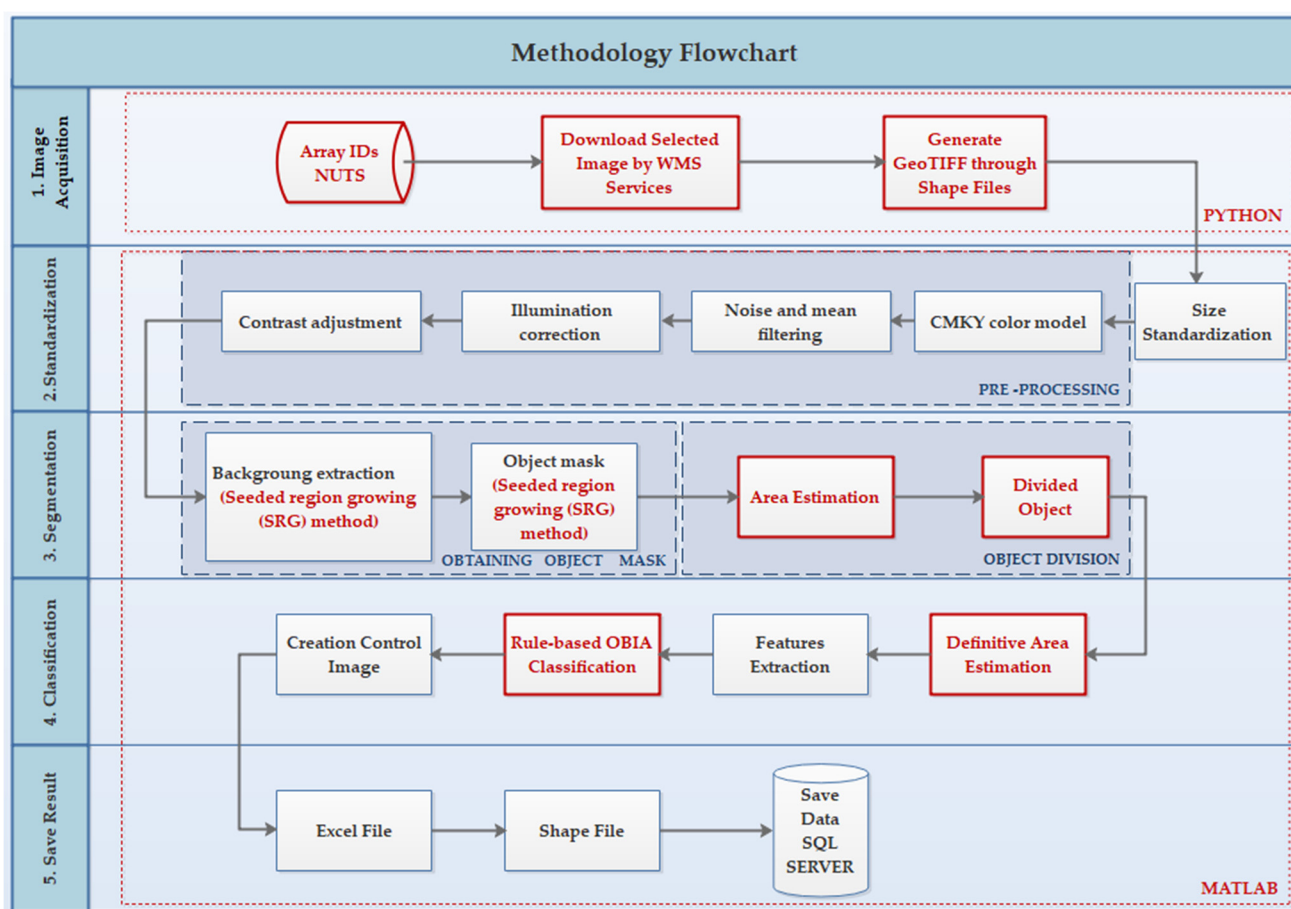 Methodology Flowchart
1. Image
Acquisition
Array IDs
NUTS
Download Selected
Image by WMS
Services
Generate
GeoTIFF through
Shape Files
PYTHON
2.Standardization
Contrast adjustment
Illumination
correction
Noise and mean
filtering
CMKY color model
Size
Standardization
PRE -PROCESSING
3. Segmentation
Backgroung extraction
(Seeded region growing
(SRG) method)
Object mask
(Seeded region
growing (SRG)
method)
OBTAINING OBJECT MASK
Area Estimation
Divided
Object
OBJECT DIVISION
4. Classification
Creation Control
Image
Rule-based OBIA
Classification
Features
Extraction
Definitive Area
Estimation
5. Save Result
Excel File
Shape File
Save
Data
SQL
SERVER
MATLAB